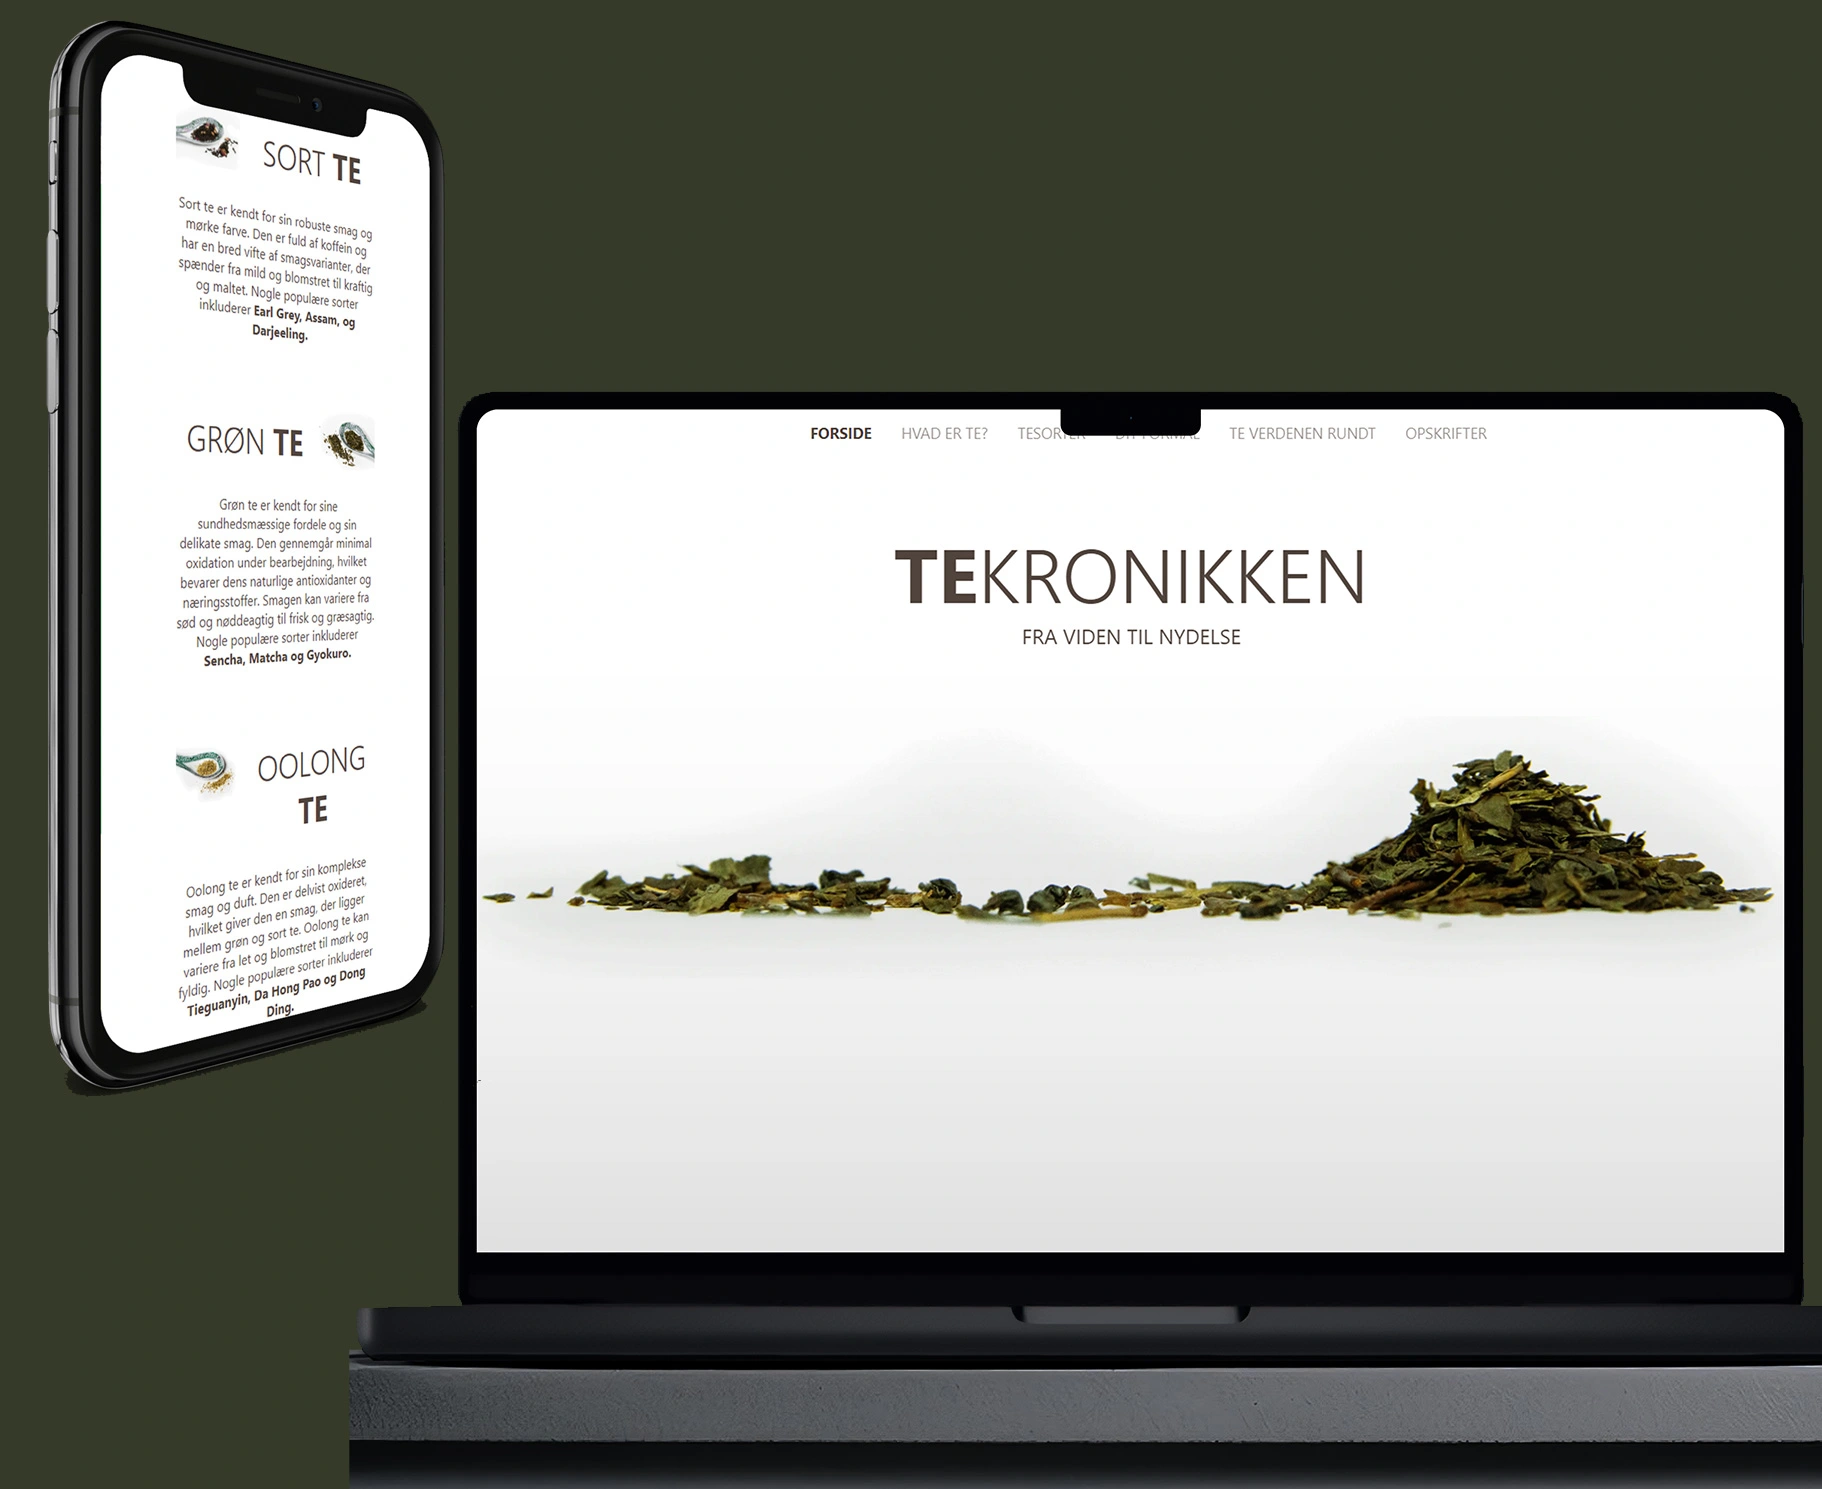 SORT TE
Sort te er kendt for sin robuste smag og
mørke farve. Den er fuld af koffein og
har en bred vifte af smagsvarianter, der
spænder fra mild og blomstret til kraftig
og maltet. Nogle populære sorter
inkluderer Earl Grey, Assam, og
Darjeeling.
GRØN TE
Grøn te er kendt for sine
sundhedsmæssige fordele og sin
delikate smag. Den gennemgår minimal
oxidation under bearbejdning, hvilket
bevarer dens naturlige antioxidanter og
næringsstoffer. Smagen kan variere fra
sød og nøddeagtig til frisk og græsagtig.
Nogle populære sorter inkluderer
Sencha, Matcha og Gyokuro.
OOLONG
TE
Oolong te er kendt for sin komplekse
smag og duft. Den er delvist oxideret,
hvilket giver den en smag, der ligger
mellem grøn og sort te. Oolong te kan
variere fra let og blomstret til mørk og
fyldig. Nogle populære sorter inkluderer
Tieguanyin, Da Hong Pao og Dong
Ding.
FORSIDE HVAD ER TE? TESORTER TE VERDENEN RUNDT OPSKRIFTER
TEKRONIKKEN
FRA VIDEN TIL NYDELSE